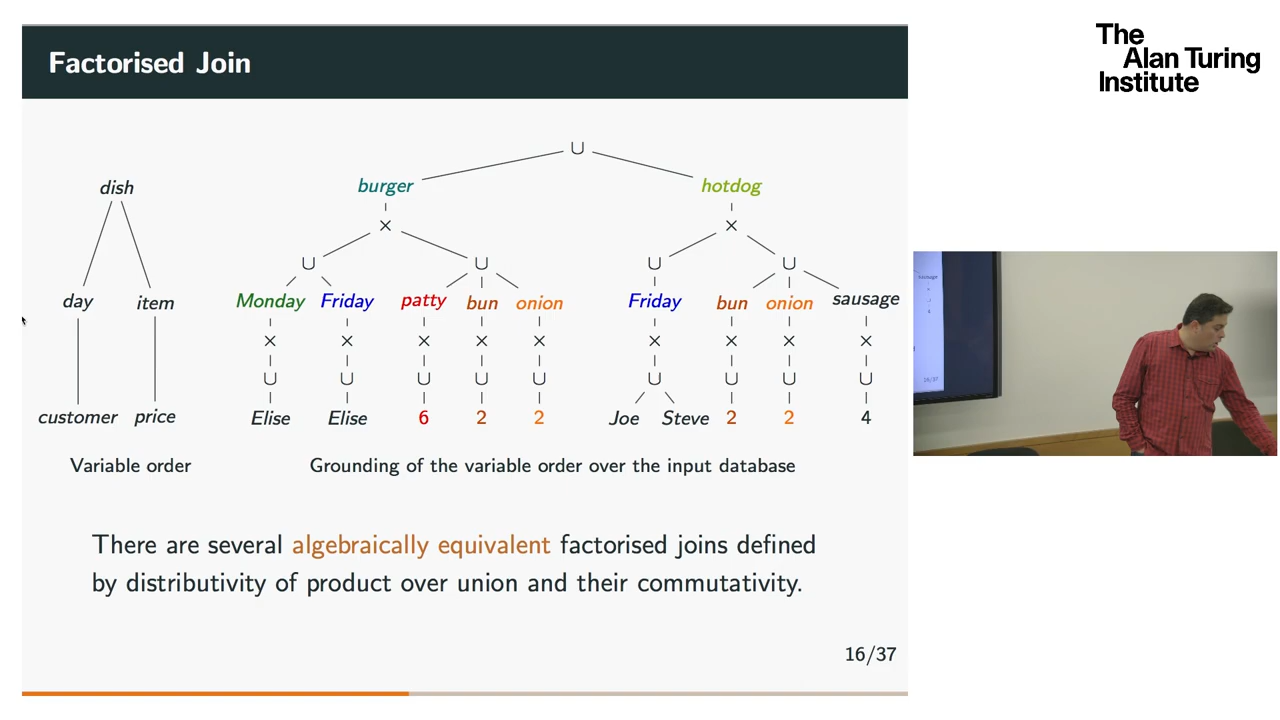 Factorised Join
The
Alan Turing
Institute
∪
dish
burger
hotdog
× ×
∪ ∪ ∪ ∪
day item
Monday Friday patty bun onion Friday bun onion sausage
× × × × × × × × ×
∪ ∪ ∪ ∪ ∪ ∪ ∪ ∪ ∪
customer price Elise Elise 6 2 2 Joe Steve 2 2 4
Variable order
Grounding of the variable order over the input database
There are several algebraically equivalent factorised joins defined
by distributivity of product over union and their commutativity.
16/37